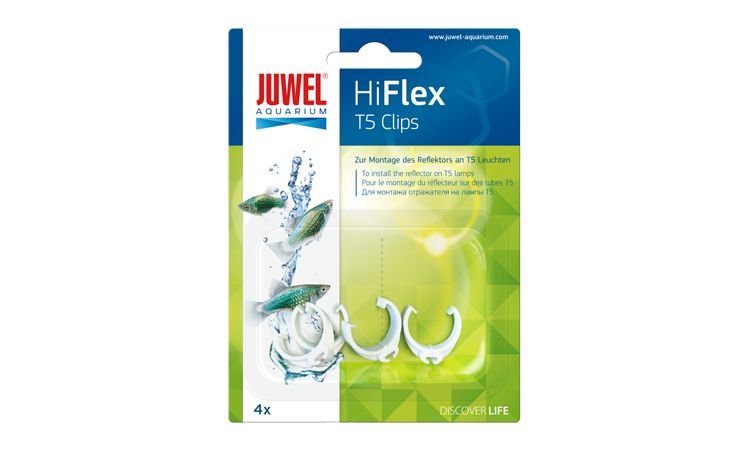 www.juwel-aquarium.com
JUWEL®
AQUARIUM
HiFlex
T5 Clips
Zur Montage des Reflektors an T5 Leuchten
To install the reflector on T5 lamps
Pour le montage du réflecteur sur des tubes T5
Для монтажа отражателя на лампы T5
4x
DISCOVER LIFE